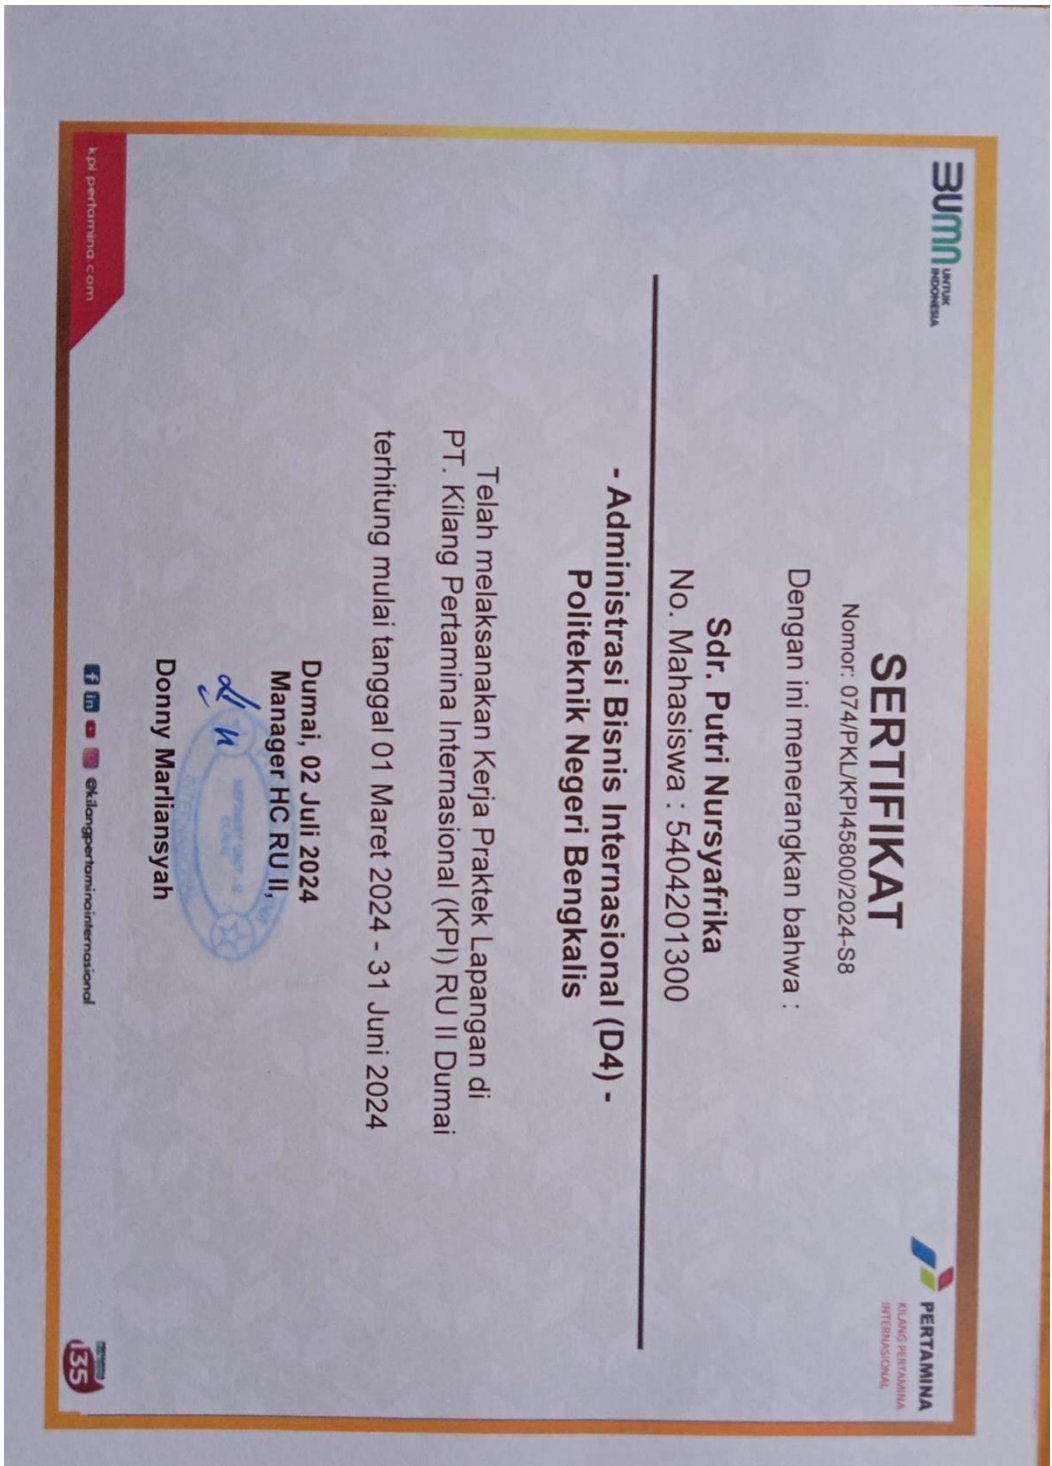 BUMN UNTUK
INDONESIA
PERTAMINA
KILANG PERTAMINA
INTERNASIONAL
SERTIFIKAT
Nomor: 074/PKL/KPI45800/2024-S8
Dengan ini menerangkan bahwa :
Sdr. Putri Nursyafrika
No. Mahasiswa : 5404201300
- Administrasi Bisnis Internasional (D4) -
Politeknik Negeri Bengkalis
Telah melaksanakan Kerja Praktek Lapangan di
PT. Kilang Pertamina Internasional (KPI) RU II Dumai
terhitung mulai tanggal 01 Maret 2024 - 31 Juni 2024
Dumai, 02 Juli 2024
Manager HC RU II,
INTERNASIONAL
Donny Marliansyah
kpi.pertamina.com
@kilangpertaminainternasional
135